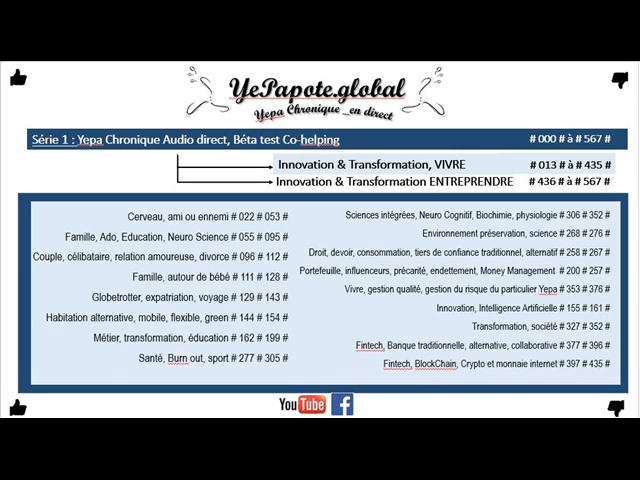 YePapote.global
Yepa Chronique _en direct
Série 1 : Yepa Chronique Audio direct, Béta test Co-helping # 000 # à # 567 #
Innovation & Transformation, VIVRE # 013 # à # 435 #
Innovation & Transformation ENTREPRENDRE # 436 # à # 567 #
Cerveau, ami ou ennemi # 022 # 053 #
Famille, Ado, Education, Neuro Science # 055 # 095 #
Couple, célibataire, relation amoureuse, divorce # 096 # 112 #
Famille, autour de bébé # 111 # 128 #
Globetrotter, expatriation, voyage # 129 # 143 #
Habitation alternative, mobile, flexible, green # 144 # 154 #
Métier, transformation, éducation # 162 # 199 #
Santé, Burn out, sport # 277 # 305 #
Sciences intégrées, Neuro Cognitif, Biochimie, physiologie # 306 # 352 #
Environnement préservation, science # 268 # 276 #
Droit, devoir, consommation, tiers de confiance traditionnel, alternatif # 258 # 267 #
Portefeuille, influenceurs, précarité, endettement, Money Management # 200 # 257 #
Vivre, gestion qualité, gestion du risque du particulier Yepa # 353 # 376 #
Innovation, Intelligence Artificielle # 155 # 161 #
Transformation, société # 327 # 352 #
Fintech, Banque traditionnelle, alternative, collaborative # 377 # 396 #
Fintech, BlockChain, Crypto et monnaie internet # 397 # 435 #
YouTube f